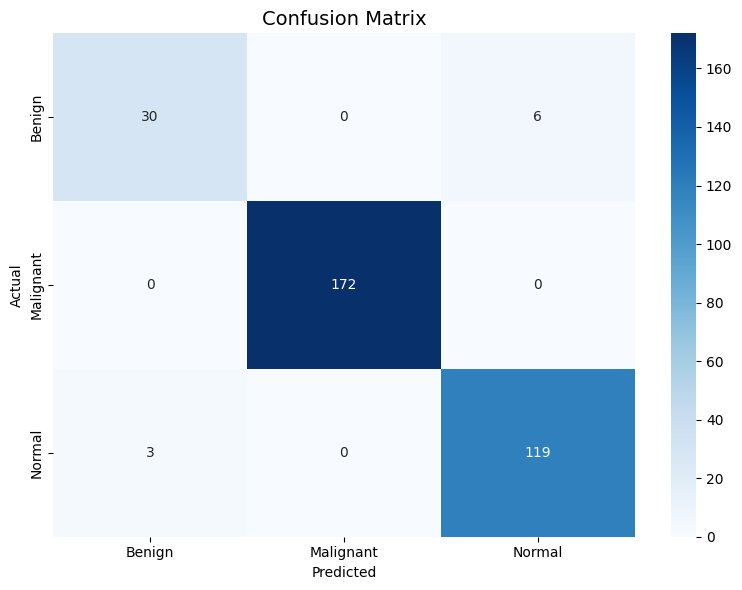 Confusion Matrix
Benign
Malignant
Normal
Actual
30 0 6
0 172 0
3 0 119
Benign Malignant Normal
Predicted
160
140
120
100
80
60
40
20
0